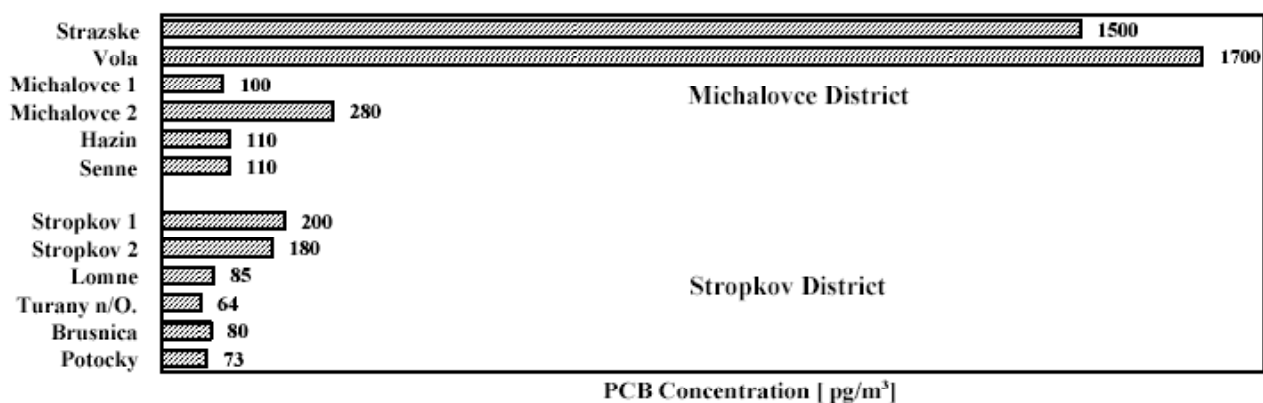 Strazske 1500
Vola 1700
Michalovce 1 100
Michalovce District
Michalovce 2 280
Hazin 110
Senne 110
Stropkov 1 200
Stropkov 2 180
Lomne 85
Stropkov District
Turany n/O. 64
Brusnica 80
Potocky 73
PCB Concentration [ pg/m³]